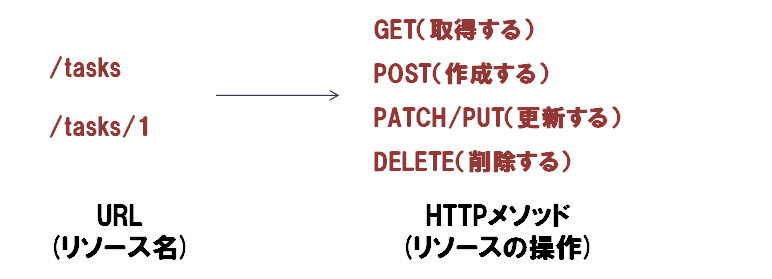 /tasks
/tasks/1
URL
(リソース名)
GET(取得する)
POST(作成する)
PATCH/PUT(更新する)
DELETE(削除する)
HTTPメソッド
(リソースの操作)